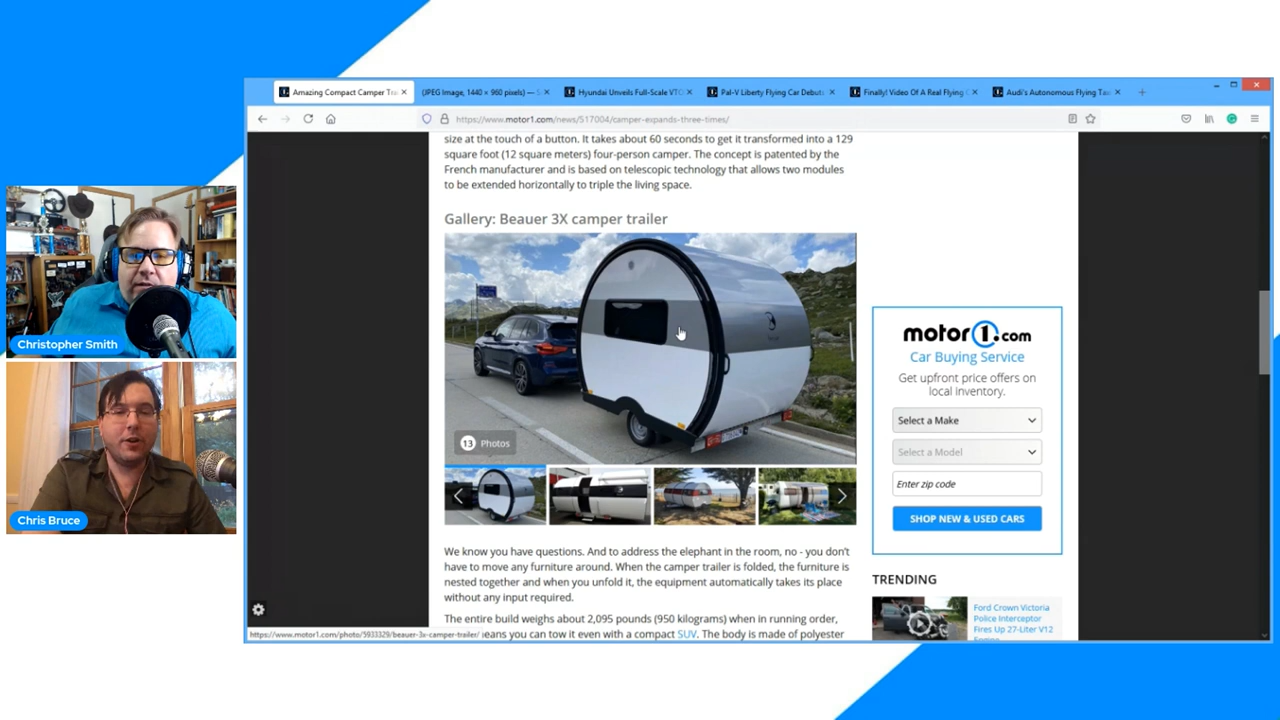 Amazing Compact Camper Tra
(JPEG Image, 1440 × 960 pixels) —
Hyundai Unveils Full-Scale VTO
Pal-V Liberty Flying Car Debuts
Finally! Video Of A Real Flying C
Audi's Autonomous Flying Tax
https://www.motor1.com/news/517004/camper-expands-three-times/
size at the touch of a button. It takes about 60 seconds to get it transformed into a 129
square foot (12 square meters) four-person camper. The concept is patented by the
French manufacturer and is based on telescopic technology that allows two modules
to be extended horizontally to triple the living space.
Gallery: Beauer 3X camper trailer
13 Photos
We know you have questions. And to address the elephant in the room, no - you don't
have to move any furniture around. When the camper trailer is folded, the furniture is
nested together and when you unfold it, the equipment automatically takes its place
without any input required.
The entire build weighs about 2,095 pounds (950 kilograms) when in running order,
eans you can tow it even with a compact SUV. The body is made of polyester
https://www.motor1.com/photo/5933329/beauer-3x-camper-trailer/
motor1.com
Car Buying Service
Get upfront price offers on
local inventory.
Select a Make
Select a Model
Enter zip code
SHOP NEW & USED CARS
TRENDING
Ford Crown Victoria
Police Interceptor
Fires Up 27-Liter V12
Christopher Smith
Chris Bruce